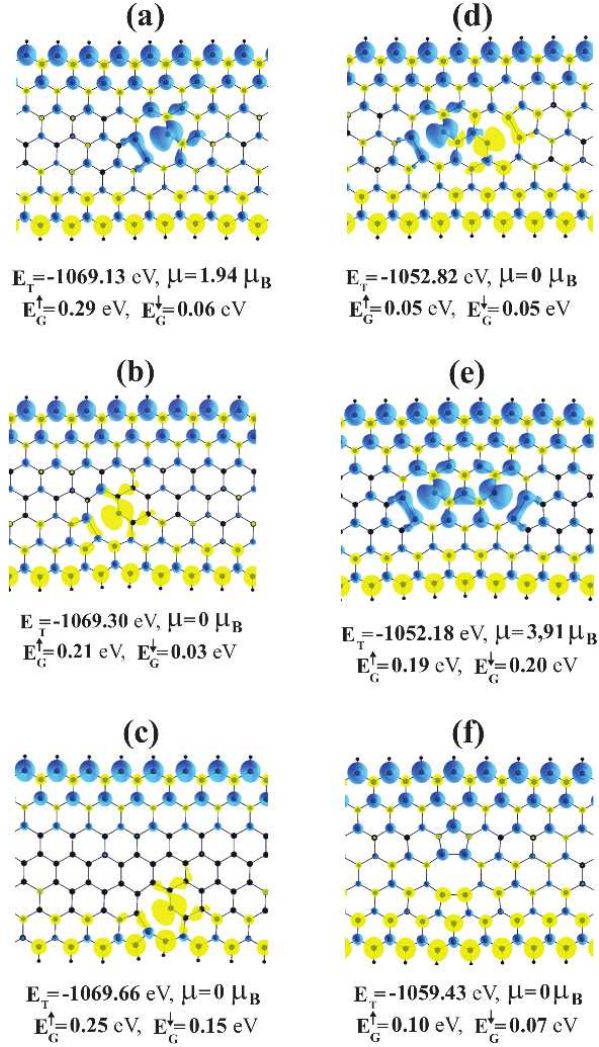 (a)
E_T=-1069.13 eV, μ=1.94 μ_B
E_G^↑=0.29 eV, E_G^↓=0.06 eV
(d)
E_T=-1052.82 eV, μ=0 μ_B
E_G^↑=0.05 eV, E_G^↓=0.05 eV
(b)
E_T=-1069.30 eV, μ=0 μ_B
E_G^↑=0.21 eV, E_G^↓=0.03 eV
(e)
E_T=-1052.18 eV, μ=3,91 μ_B
E_G^↑=0.19 eV, E_G^↓=0.20 eV
(c)
E_T=-1069.66 eV, μ=0 μ_B
E_G^↑=0.25 eV, E_G^↓=0.15 eV
(f)
E_T=-1059.43 eV, μ=0 μ_B
E_G^↑=0.10 eV, E_G^↓=0.07 eV